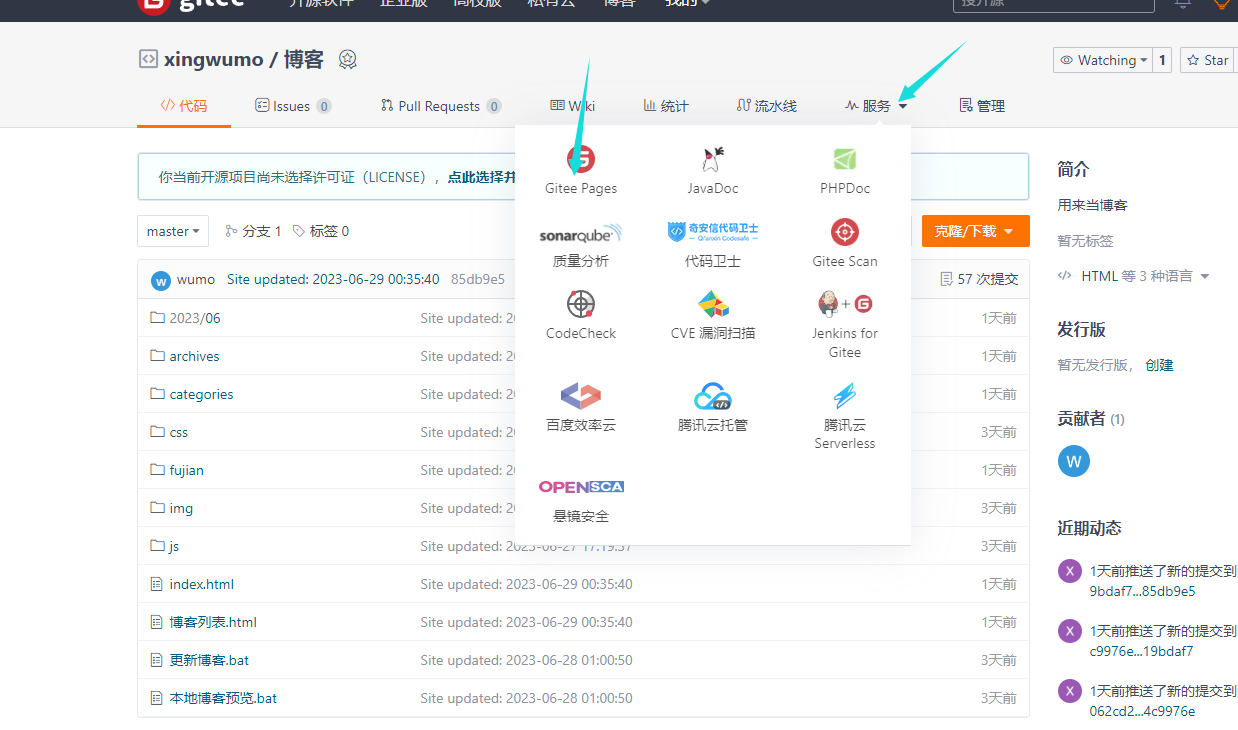 gitee 开源软件 企业版 高校版 私有云 博客 我的 搜开源
xingwumo / 博客
Watching 1 Star
代码 Issues 0 Pull Requests 0 Wiki 统计 流水线 服务 管理
你当前开源项目尚未选择许可证（LICENSE），点此选择并
master 分支 1 标签 0
克隆/下载
wumo Site updated: 2023-06-29 00:35:40 85db9e5
57 次提交
2023/06 Site updated: 1天前
archives Site updated: 1天前
categories Site updated: 1天前
css Site updated: 3天前
fujian Site updated: 1天前
img Site updated: 3天前
js Site updated: 2023-06-27 17:19:37 3天前
index.html Site updated: 2023-06-29 00:35:40 1天前
博客列表.html Site updated: 2023-06-29 00:35:40 1天前
更新博客.bat Site updated: 2023-06-28 01:00:50 3天前
本地博客预览.bat Site updated: 2023-06-28 01:00:50 3天前
Gitee Pages JavaDoc PHPDoc
sonarqube 奇安信代码卫士
Qi'anxin Codesafe
质量分析 代码卫士 Gitee Scan
CodeCheck CVE 漏洞扫描 Jenkins for
Gitee
百度效率云 腾讯云托管 腾讯云
Serverless
OPENSCA
悬镜安全
简介
用来当博客
暂无标签
HTML 等 3 种语言
发行版
暂无发行版， 创建
贡献者 (1)
W
近期动态
X 1天前推送了新的提交到
9bdaf7...85db9e5
X 1天前推送了新的提交到
c9976e...19bdaf7
X 1天前推送了新的提交到
062cd2...4c9976e